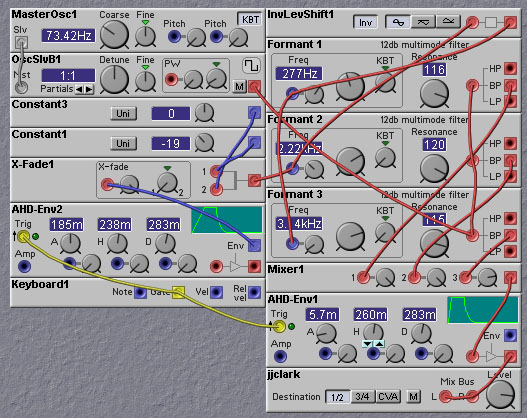 MasterOsc1
Slv
73.42Hz
Coarse
Fine
Pitch
Pitch
KBT
OscSlvB1
Mst
1:1
Partials
Detune
Fine
PW
M
Constant3
Uni
0
Constant1
Uni
-19
X-Fade1
X-fade
1
2
1
2
AHD-Env2
Trig
185m
238m
283m
A
H
D
Env
Amp
Keyboard1
Note
Gate
Vel
Rel
vel
InvLevShift1
Inv
Formant 1
12db multimode filter
Freq
277Hz
KBT
Resonance
116
HP
BP
LP
Formant 2
12db multimode filter
Freq
2.22kHz
KBT
Resonance
120
HP
BP
LP
Formant 3
12db multimode filter
Freq
KBT
Resonance
HP
BP
LP
Mixer1
1
2
3
AHD-Env1
Trig
5.7m
260m
283m
A
H
D
Env
Amp
jjclark
Destination
1/2
3/4
CVA
M
Mix Bus
L
R
Level